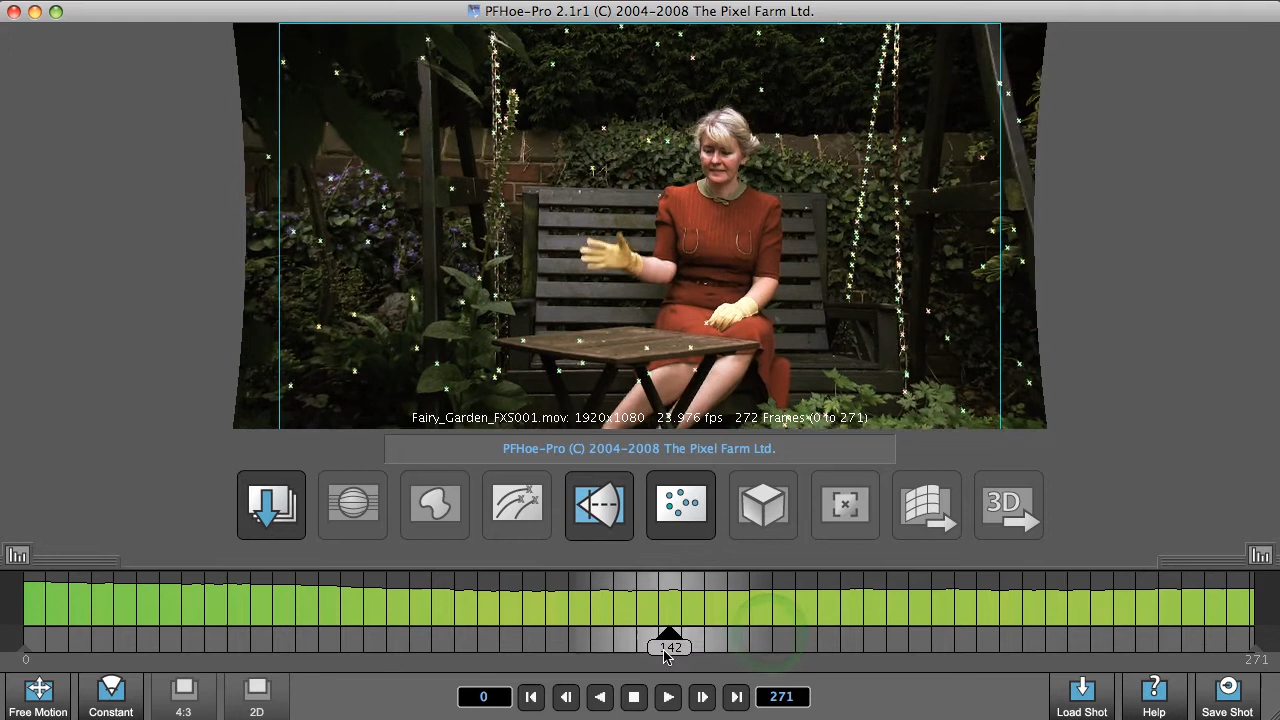 PFHoe-Pro 2.1r1 (C) 2004-2008 The Pixel Farm Ltd.
Fairy_Garden_FXS001.mov: 1920x1080 23.976 fps 272 Frames (0 to 271)
PFHoe-Pro (C) 2004-2008 The Pixel Farm Ltd.
3D
142
0 271
0 271
Free Motion Constant 4:3 2D Load Shot Help Save Shot